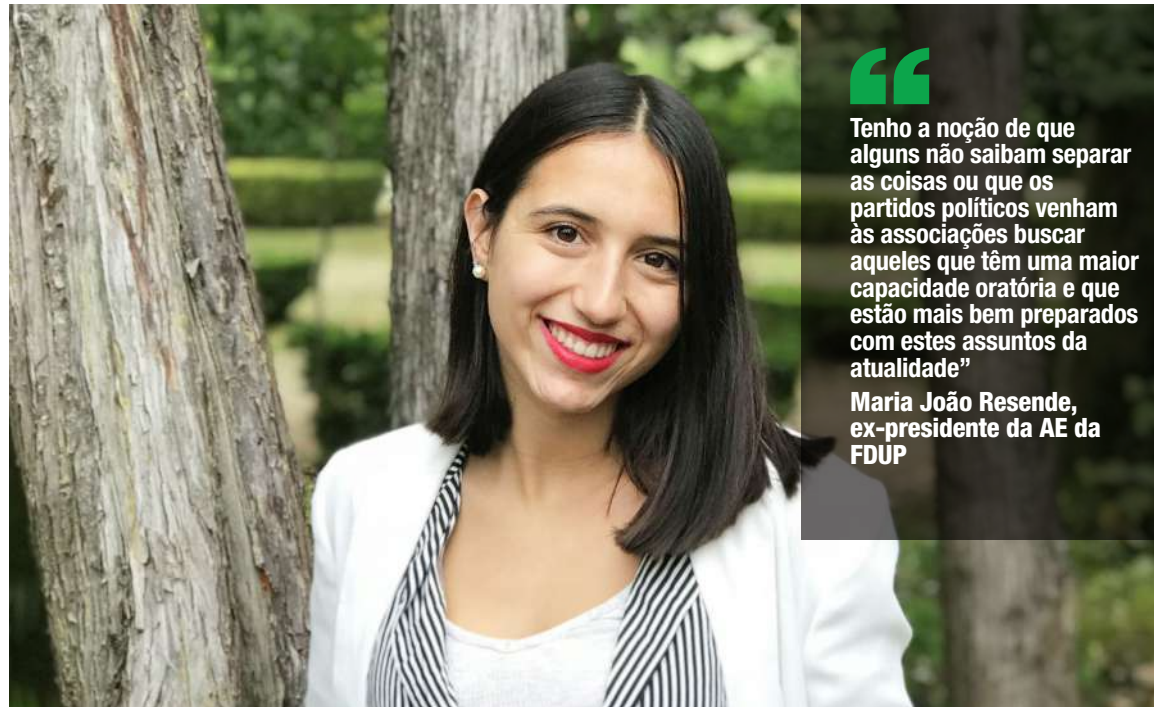 “
Tenho a noção de que
alguns não saibam separar
as coisas ou que os
partidos políticos venham
às associações buscar
aqueles que têm uma maior
capacidade oratória e que
estão mais bem preparados
com estes assuntos da
atualidade”
Maria João Resende,
ex-presidente da AE da
FDUP